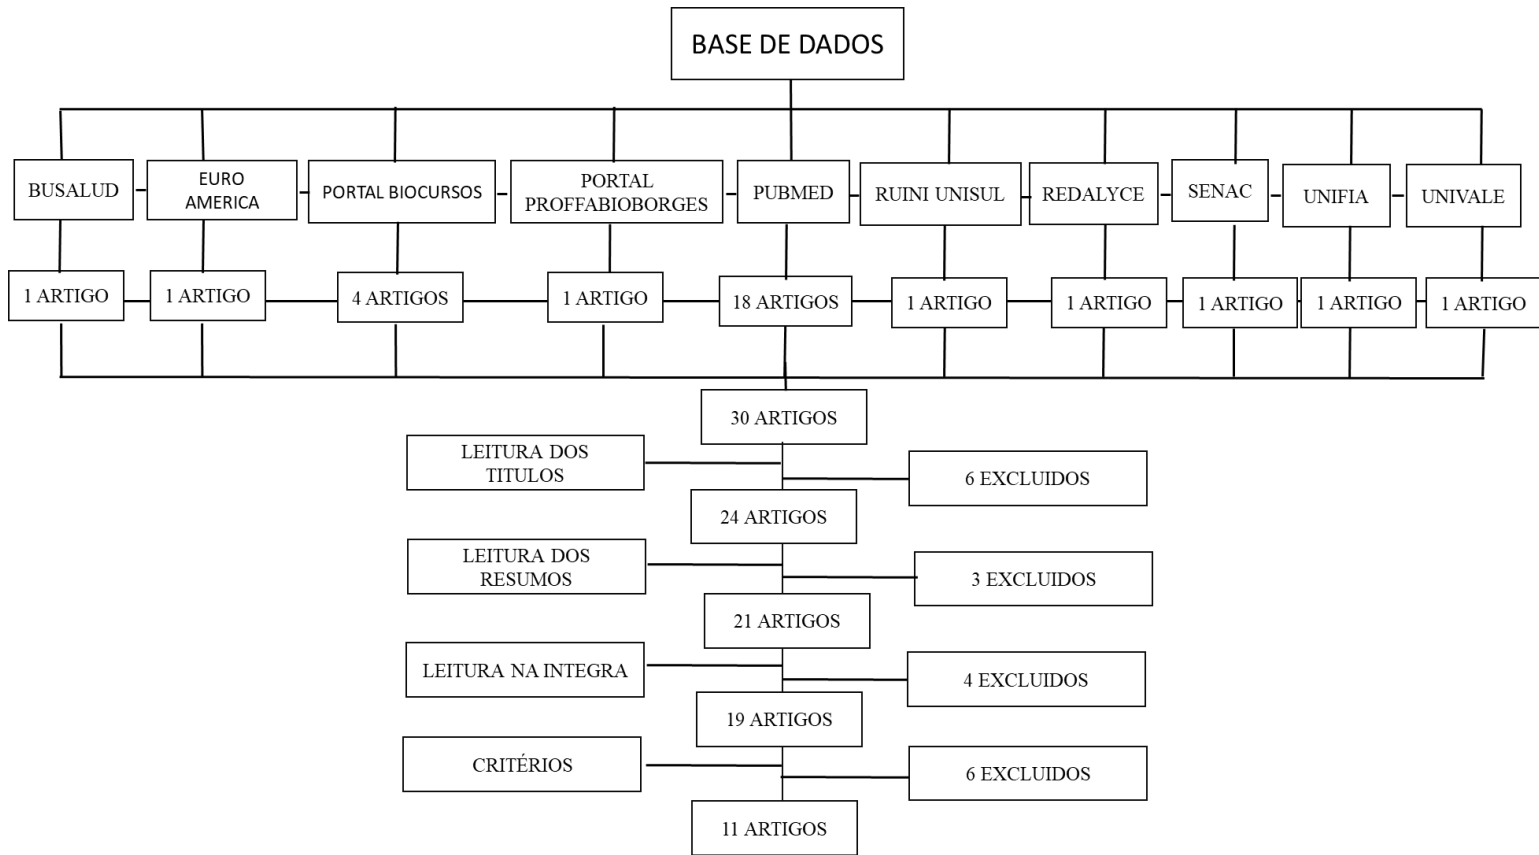 BASE DE DADOS
BUSALUD
EURO
AMERICA
PORTAL BIOCURSOS
PORTAL
PROFFABIOBORGES
PUBMED
RUINI UNISUL
REDALYCE
SENAC
UNIFIA
UNIVALE
1 ARTIGO
1 ARTIGO
4 ARTIGOS
1 ARTIGO
18 ARTIGOS
1 ARTIGO
1 ARTIGO
1 ARTIGO
1 ARTIGO
1 ARTIGO
30 ARTIGOS
LEITURA DOS
TITULOS
6 EXCLUIDOS
24 ARTIGOS
LEITURA DOS
RESUMOS
3 EXCLUIDOS
21 ARTIGOS
LEITURA NA INTEGRA
4 EXCLUIDOS
19 ARTIGOS
CRITÉRIOS
6 EXCLUIDOS
11 ARTIGOS